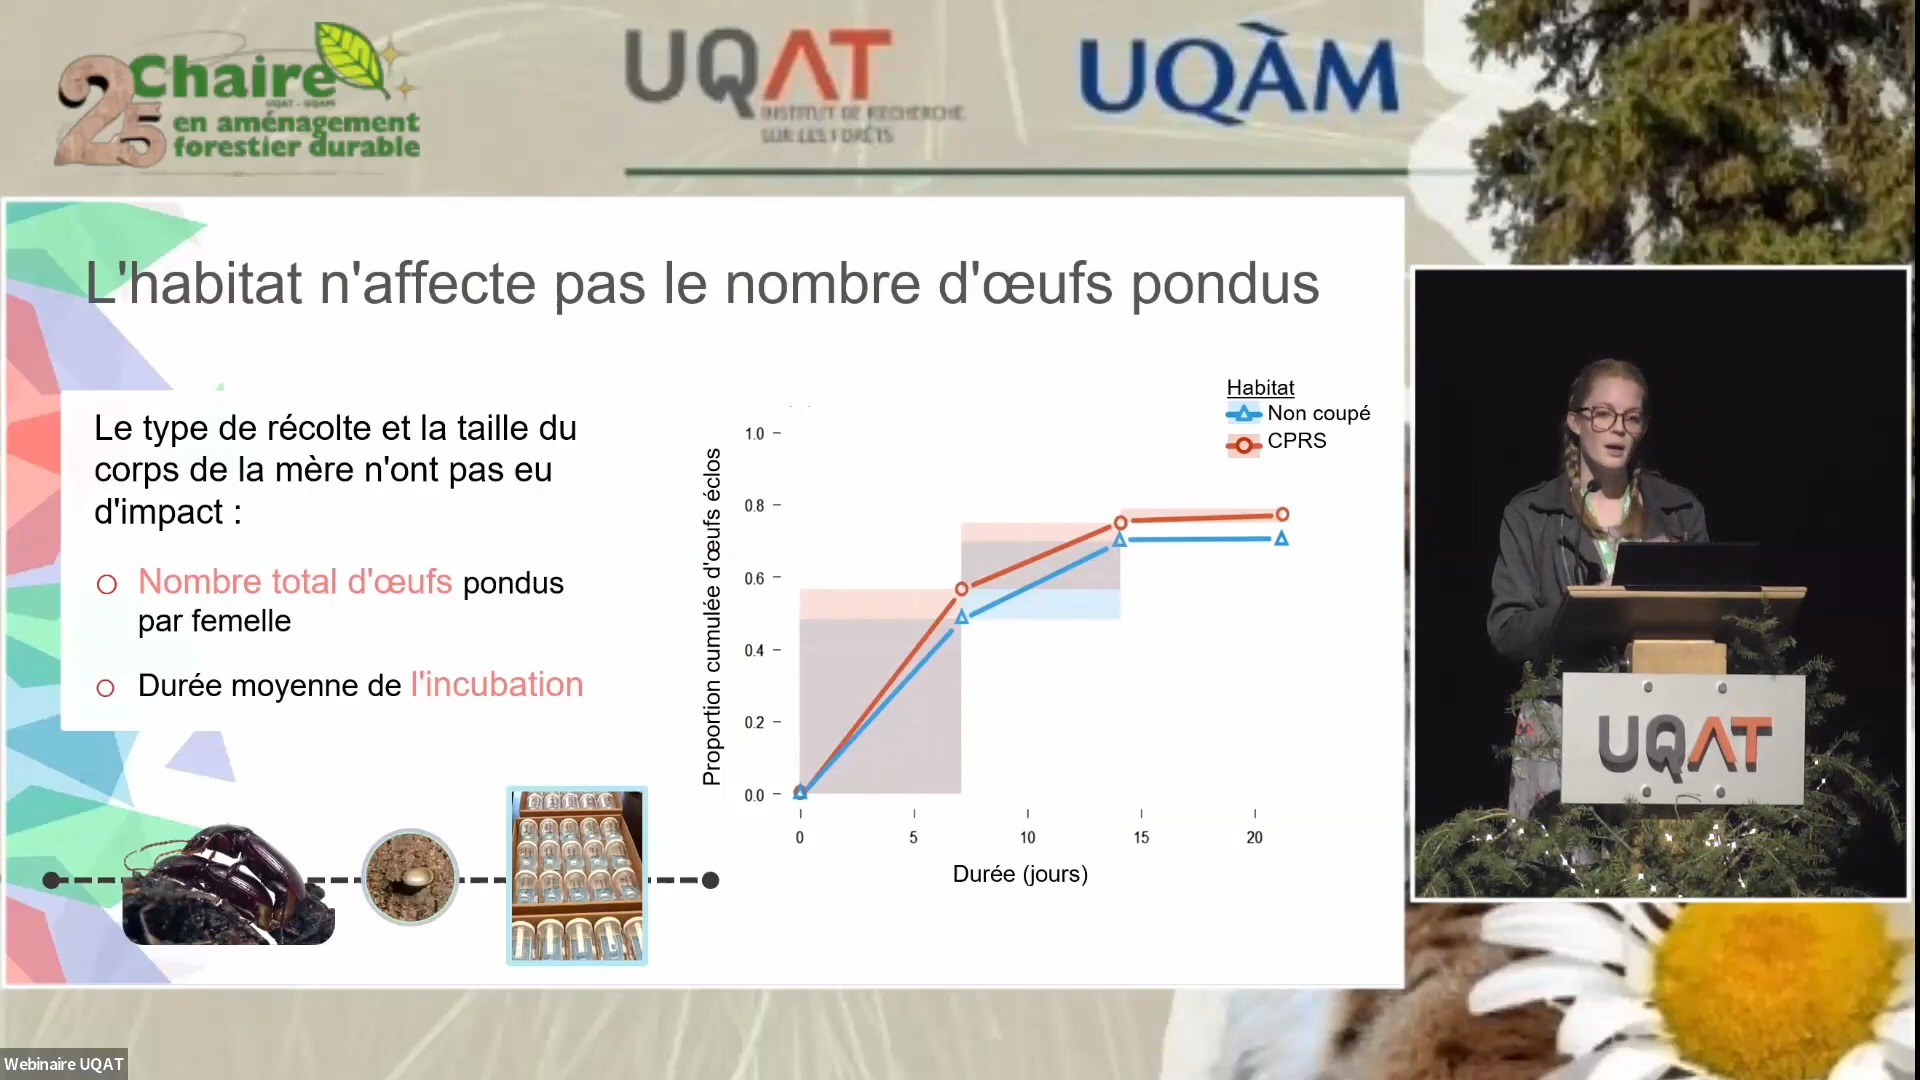 25 Chaire
UQAT - UQAM
en aménagement
forestier durable
UQAT
INSTITUT DE RECHERCHE
SUR LES FORÊTS
UQÀM
L'habitat n'affecte pas le nombre d'œufs pondus
Le type de récolte et la taille du
corps de la mère n'ont pas eu
d'impact :
Nombre total d'œufs pondus
par femelle
Durée moyenne de l'incubation
Habitat
Non coupé
CPRS
Proportion cumulée d'œufs éclos
1.0
0.8
0.6
0.4
0.2
0.0
0 5 10 15 20
Durée (jours)
UQAT
Webinaire UQAT